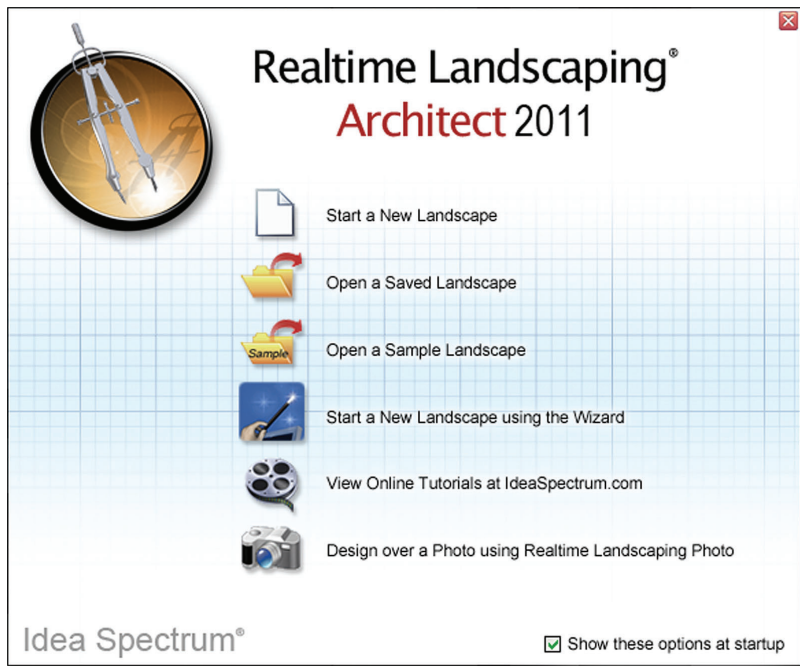 Realtime Landscaping®
Architect 2011
Start a New Landscape
Open a Saved Landscape
Sample
Open a Sample Landscape
Start a New Landscape using the Wizard
View Online Tutorials at IdeaSpectrum.com
Design over a Photo using Realtime Landscaping Photo
Idea Spectrum®
Show these options at startup